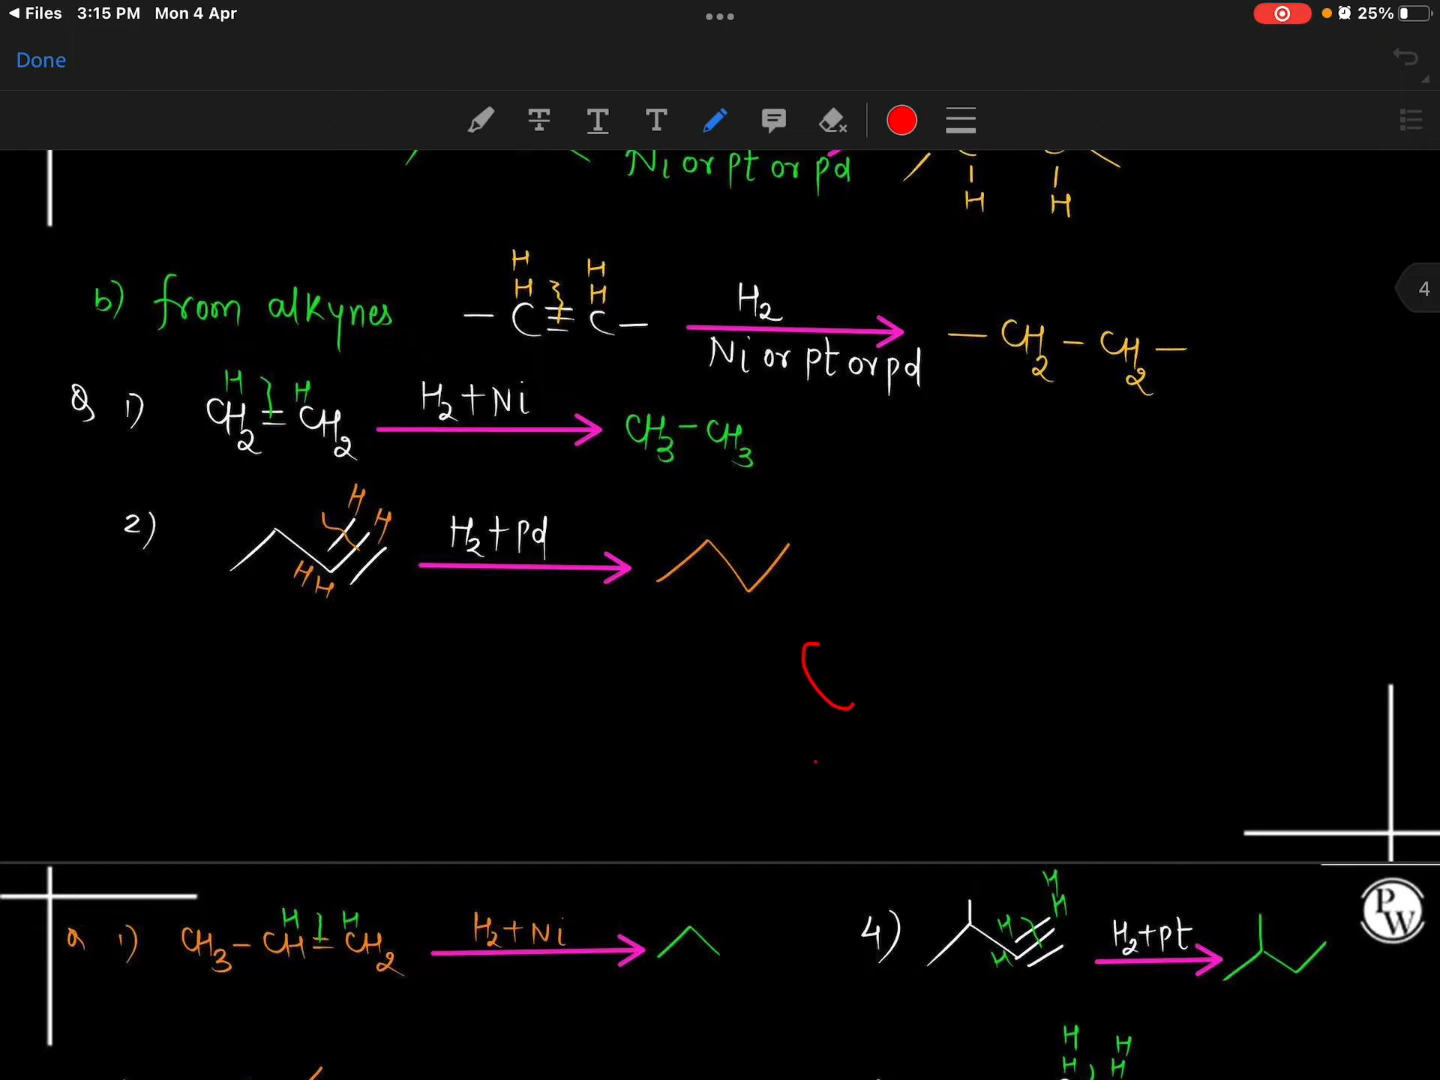 Files 3:15 PM Mon 4 Apr 25%
Done
T T T
Ni or pt or pd
H H
4
b) from alkynes
H H
H H
— C ≡ C —
H2
Ni or pt or pd
— CH2 — CH2 —
Q 1)
H H
CH2 = CH2
H2 + Ni
CH3 — CH3
2)
H H
H H
H2 + pd
Q 1)
H H
CH3 — CH = CH2
H2 + Ni
4)
H
H
H
H
H2 + pt
PW
H H
H H